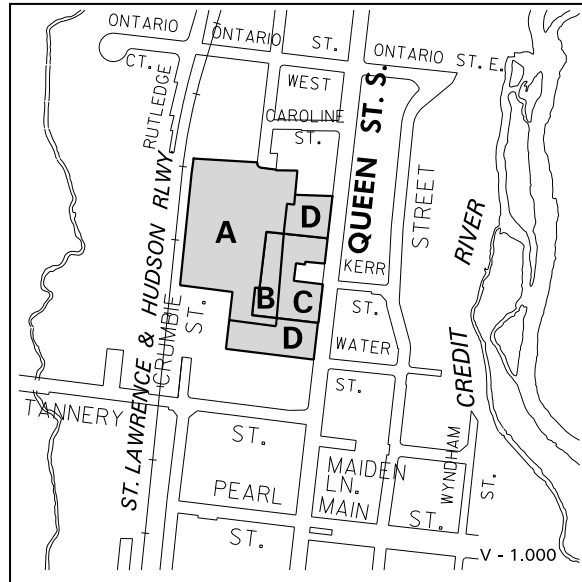 ONTARIO
ONTARIO ST.
ONTARIO ST. E.
CT.
RUTLEDGE
WEST
CAROLINE
ST.
QUEEN ST. S.
STREET
RIVER
CREDIT
ST. LAWRENCE & HUDSON RLWY
A
D
B
C
D
KERR
ST.
WATER
ST.
CRUMBIE
ST.
TANNERY
ST.
MAIDEN
LN.
WYNDHAM
ST.
PEARL
ST.
MAIN
ST.
V - 1.000